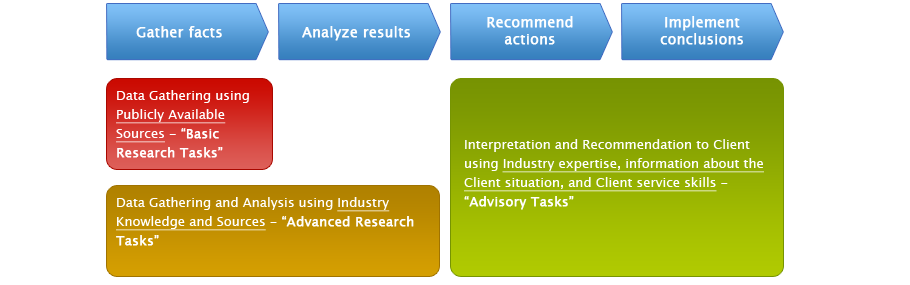 Gather facts
Analyze results
Recommend
actions
Implement
conclusions
Data Gathering using
Publicly Available
Sources – “Basic
Research Tasks”
Data Gathering and Analysis using Industry
Knowledge and Sources – “Advanced Research
Tasks”
Interpretation and Recommendation to Client
using Industry expertise, information about the
Client situation, and Client service skills –
“Advisory Tasks”